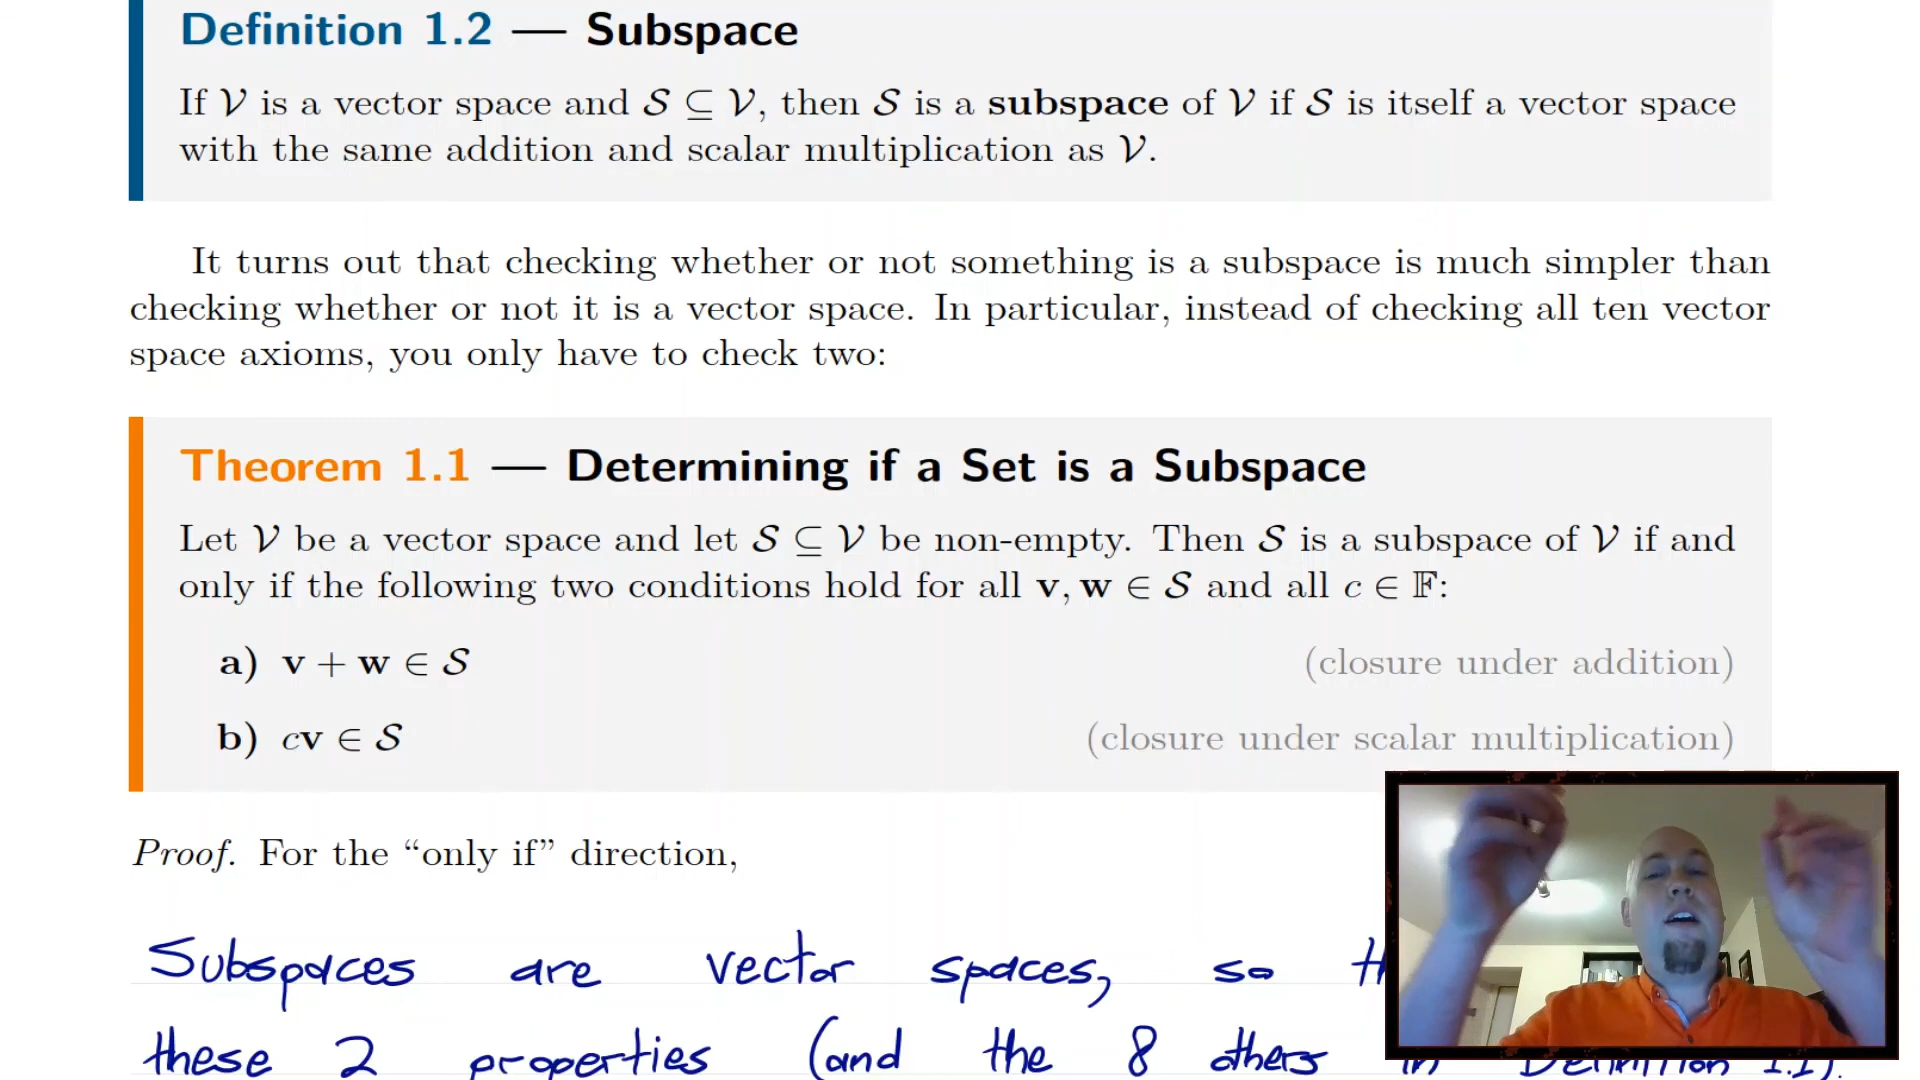 Definition 1.2 — Subspace
If 𝒱 is a vector space and 𝒮 ⊆ 𝒱, then 𝒮 is a subspace of 𝒱 if 𝒮 is itself a vector space
with the same addition and scalar multiplication as 𝒱.
It turns out that checking whether or not something is a subspace is much simpler than
checking whether or not it is a vector space. In particular, instead of checking all ten vector
space axioms, you only have to check two:
Theorem 1.1 — Determining if a Set is a Subspace
Let 𝒱 be a vector space and let 𝒮 ⊆ 𝒱 be non-empty. Then 𝒮 is a subspace of 𝒱 if and
only if the following two conditions hold for all v, w ∈ 𝒮 and all c ∈ 𝔽:
a) v + w ∈ 𝒮 (closure under addition)
b) cv ∈ 𝒮 (closure under scalar multiplication)
Proof. For the “only if” direction,
Subspaces are vector spaces, so
these 2 properties (and the 8 others in Definition 1.1).